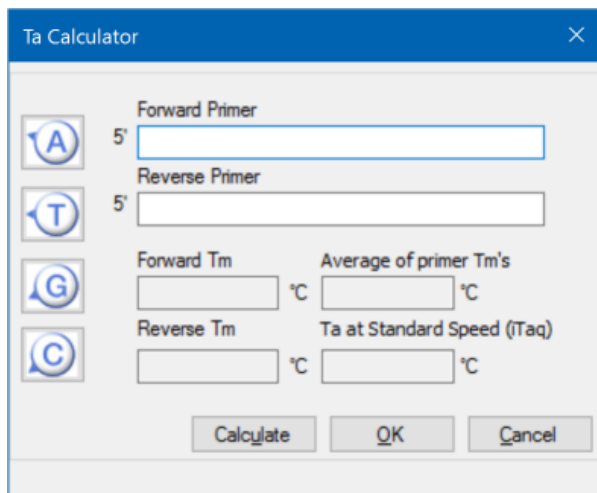 Ta Calculator
Forward Primer
A
5'
Reverse Primer
T
5'
Forward Tm Average of primer Tm's
G
°C °C
Reverse Tm Ta at Standard Speed (iTaq)
C
°C °C
Calculate OK Cancel